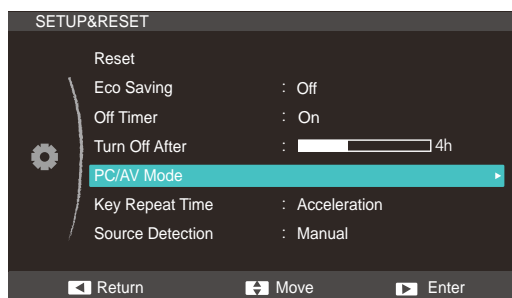 SETUP&RESET
Reset
Eco Saving : Off
Off Timer : On
Turn Off After : 4h
PC/AV Mode
Key Repeat Time : Acceleration
Source Detection : Manual
Return Move Enter